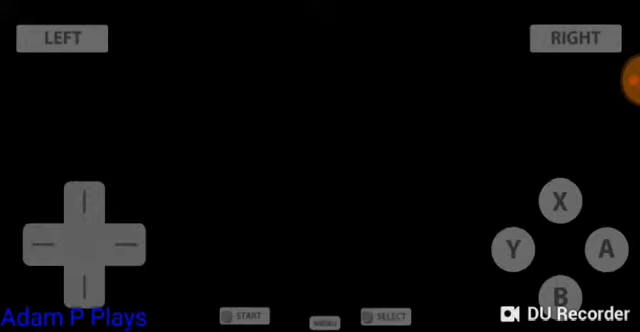 LEFT
RIGHT
X
Y
A
B
START
MENU
SELECT
Adam P Plays
DU Recorder